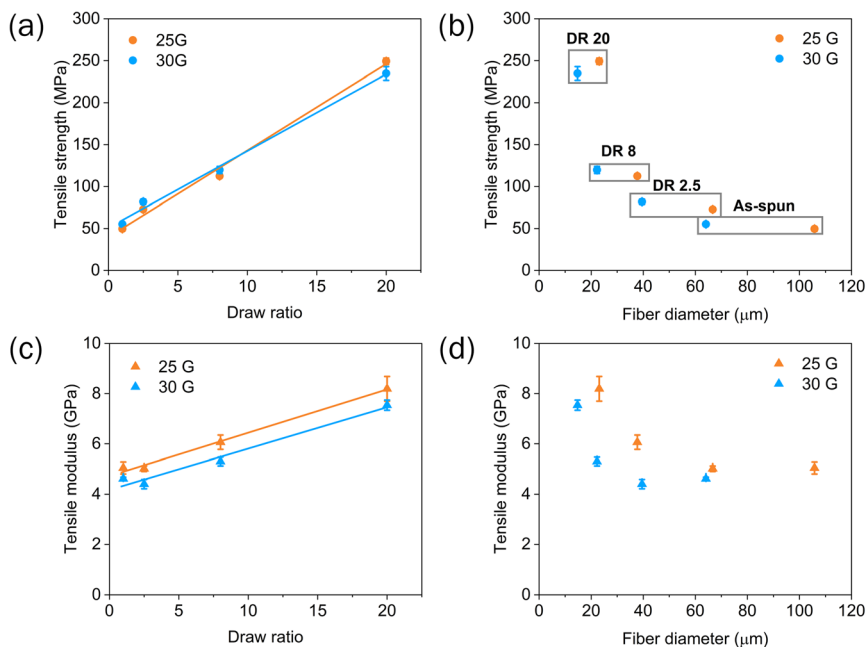 (a)
25G
30G
Tensile strength (MPa)
300
250
200
150
100
50
0
0
5
10
15
20
Draw ratio
(b)
DR 20
25 G
30 G
DR 8
DR 2.5
As-spun
Tensile strength (MPa)
300
250
200
150
100
50
0
0
20
40
60
80
100
120
Fiber diameter (μm)
(c)
25 G
30 G
Tensile modulus (GPa)
10
8
6
4
2
0
0
5
10
15
20
Draw ratio
(d)
25 G
30 G
Tensile modulus (GPa)
10
8
6
4
2
0
0
20
40
60
80
100
120
Fiber diameter (μm)